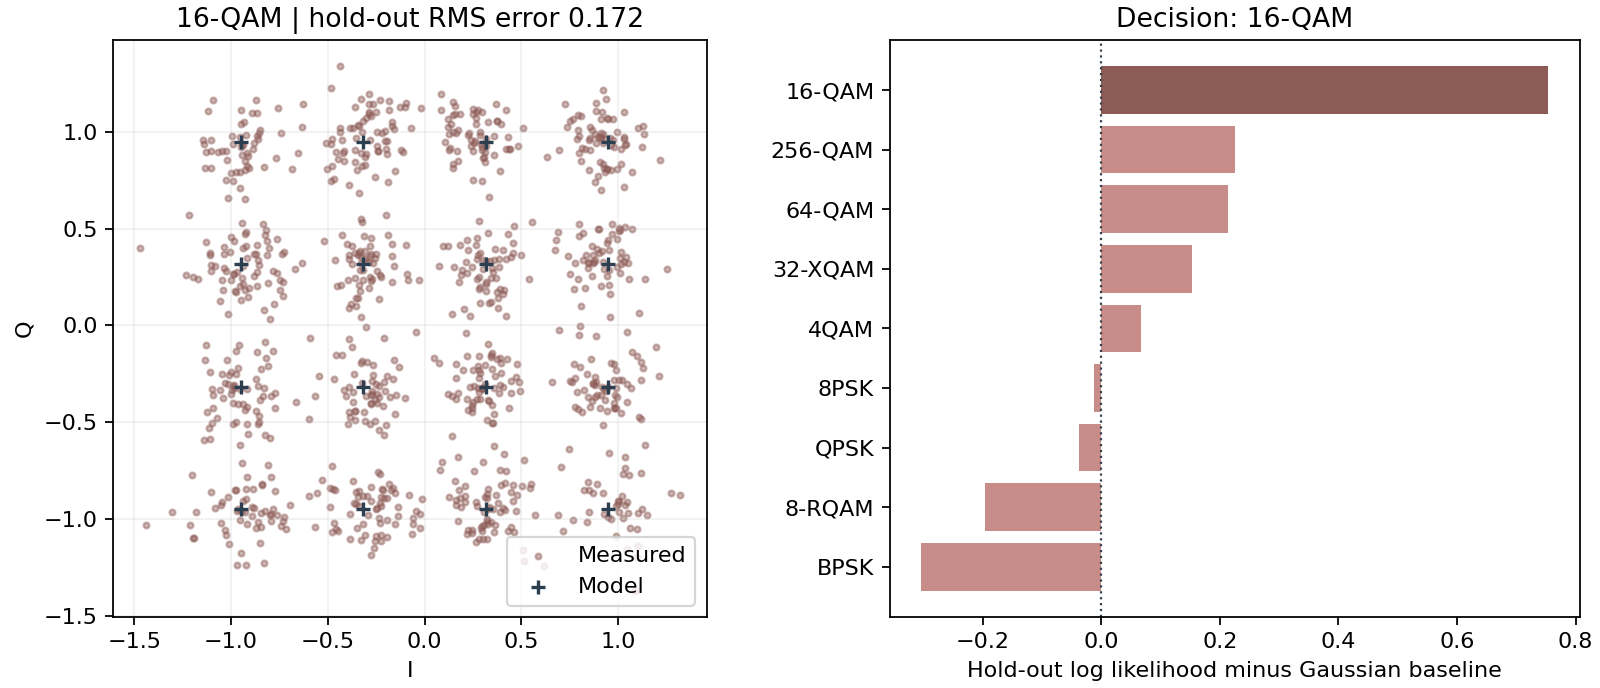 16-QAM | hold-out RMS error 0.172
Q
1.0
0.5
0.0
−0.5
−1.0
−1.5
−1.5
−1.0
−0.5
0.0
0.5
1.0
I
Measured
Model
Decision: 16-QAM
16-QAM
256-QAM
64-QAM
32-XQAM
4QAM
8PSK
QPSK
8-RQAM
BPSK
−0.2
0.0
0.2
0.4
0.6
0.8
Hold-out log likelihood minus Gaussian baseline